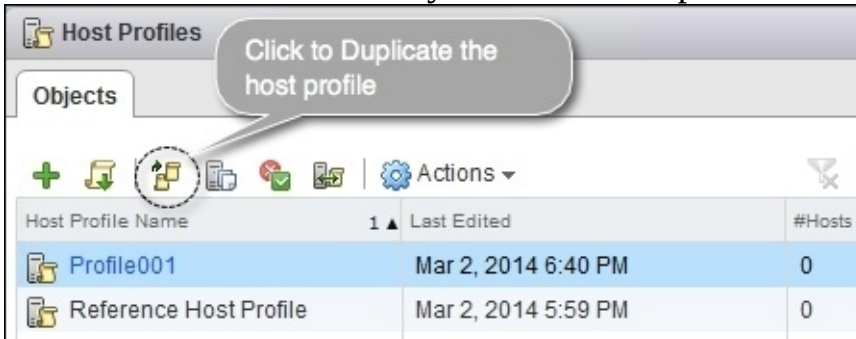 Host Profiles
Click to Duplicate the
host profile
Objects
Actions
Host Profile Name 1 Last Edited #Hosts
Profile001 Mar 2, 2014 6:40 PM 0
Reference Host Profile Mar 2, 2014 5:59 PM 0